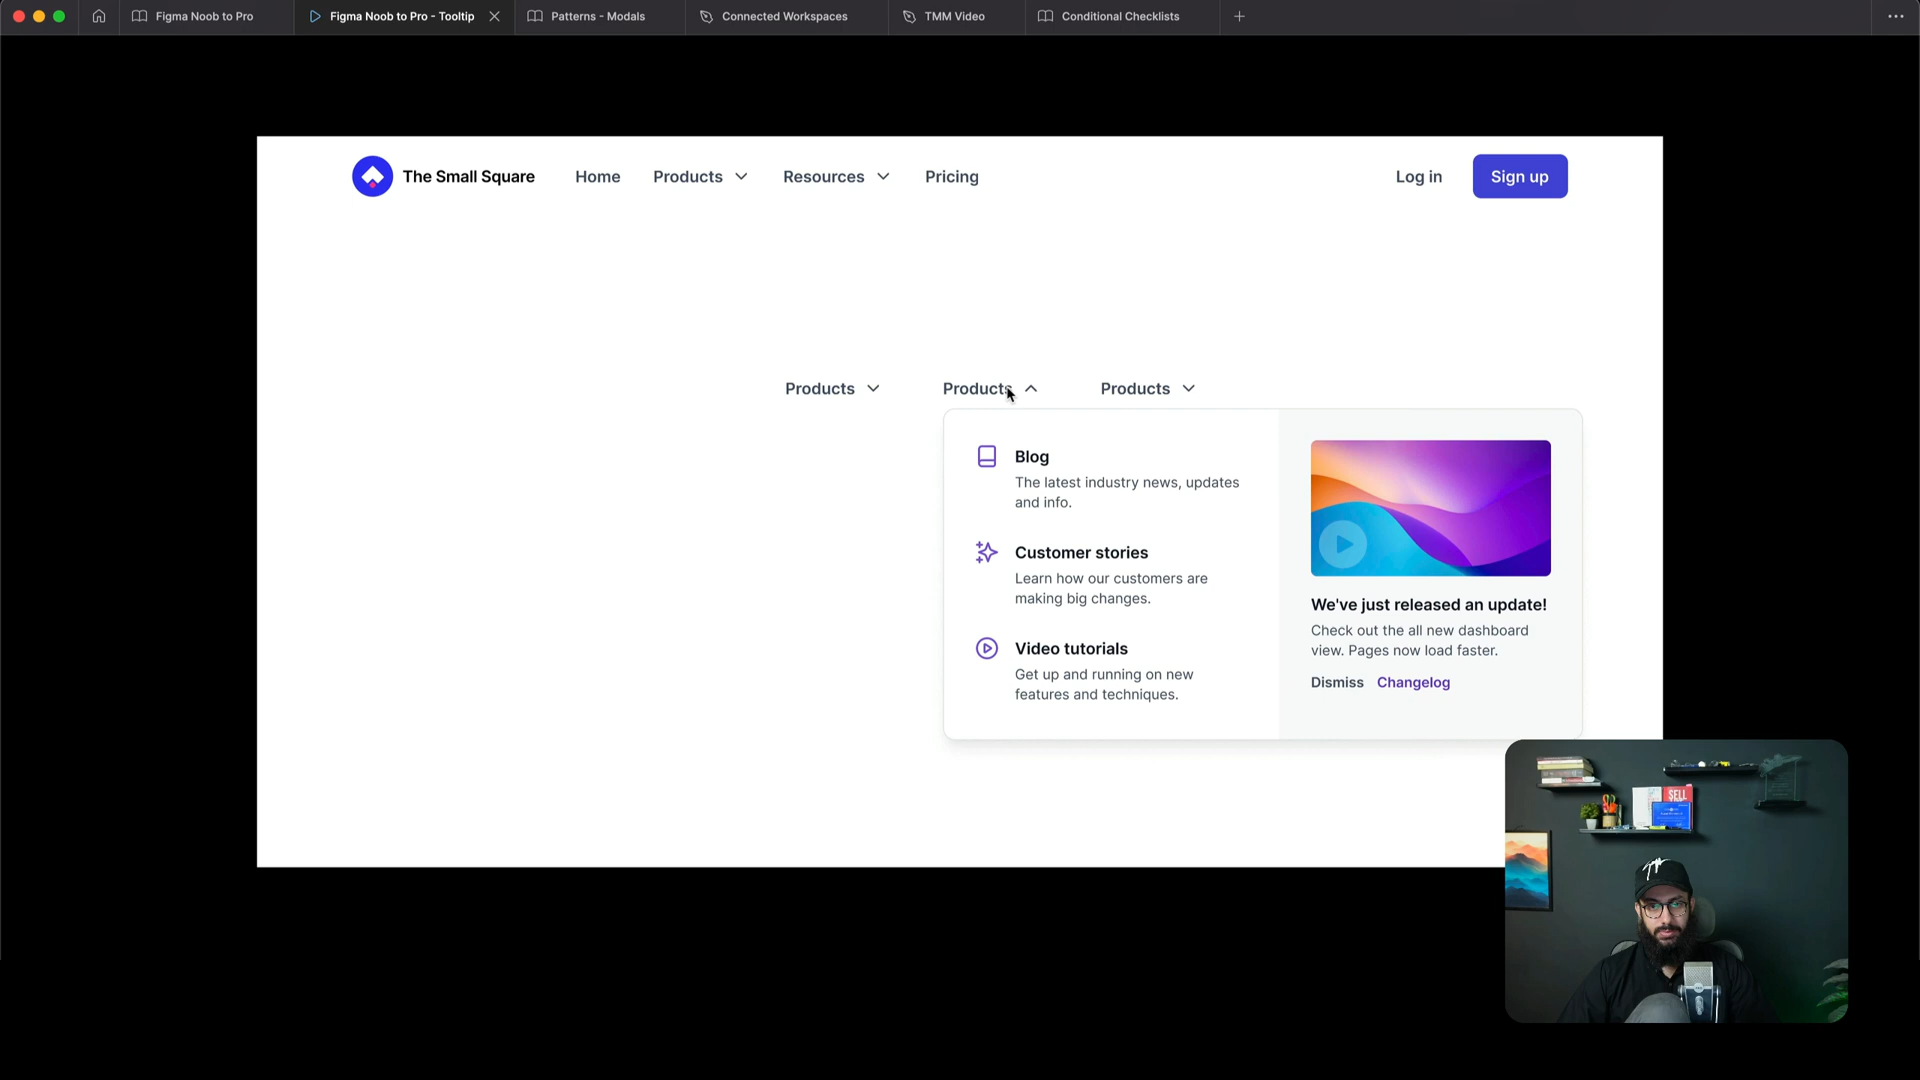 Figma Noob to Pro
Figma Noob to Pro - Tooltip
Patterns - Modals
Connected Workspaces
TMM Video
Conditional Checklists
The Small Square
Home
Products
Resources
Pricing
Log in
Sign up
Products
Products
Products
Blog
The latest industry news, updates
and info.
Customer stories
Learn how our customers are
making big changes.
Video tutorials
Get up and running on new
features and techniques.
We've just released an update!
Check out the all new dashboard
view. Pages now load faster.
Dismiss
Changelog
SELL